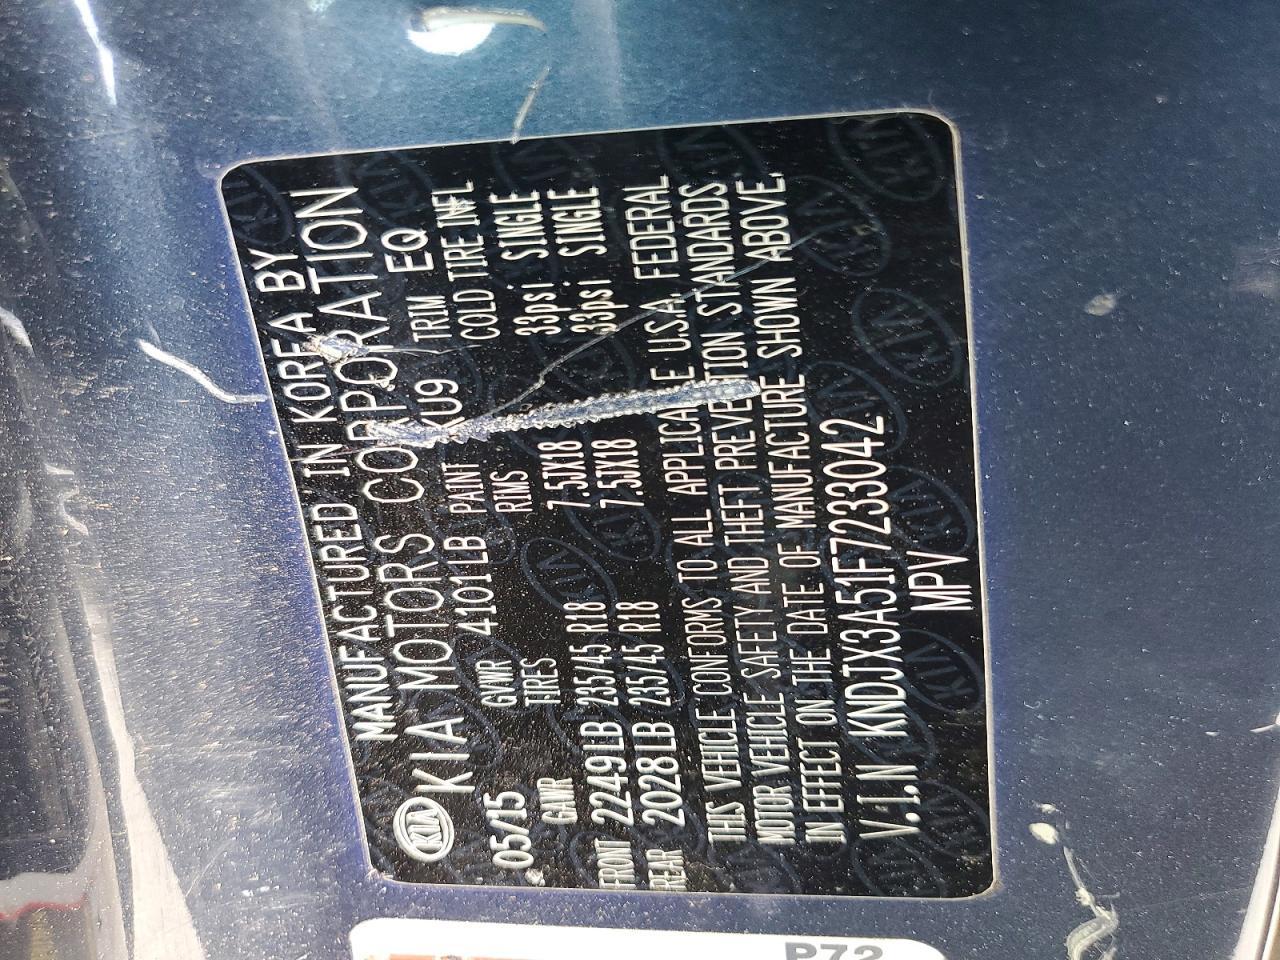 MANUFACTURED IN KOREA BY
KIA KIA MOTORS CORPORATION
05/15 GVWR 4101LB PAINT KU9 TRIM EQ
GAWR TIRES RIMS COLD TIRE INFL
FRONT 2249LB 235/45 R18 7.5JX18 33psi SINGLE
REAR 2028LB 235/45 R18 7.5JX18 33psi SINGLE
THIS VEHICLE CONFORMS TO ALL APPLICABLE U.S.A. FEDERAL
MOTOR VEHICLE SAFETY AND THEFT PREVENTION STANDARDS
IN EFFECT ON THE DATE OF MANUFACTURE SHOWN ABOVE.
V.I.N KNDJX3A51F7233042
MPV
P72